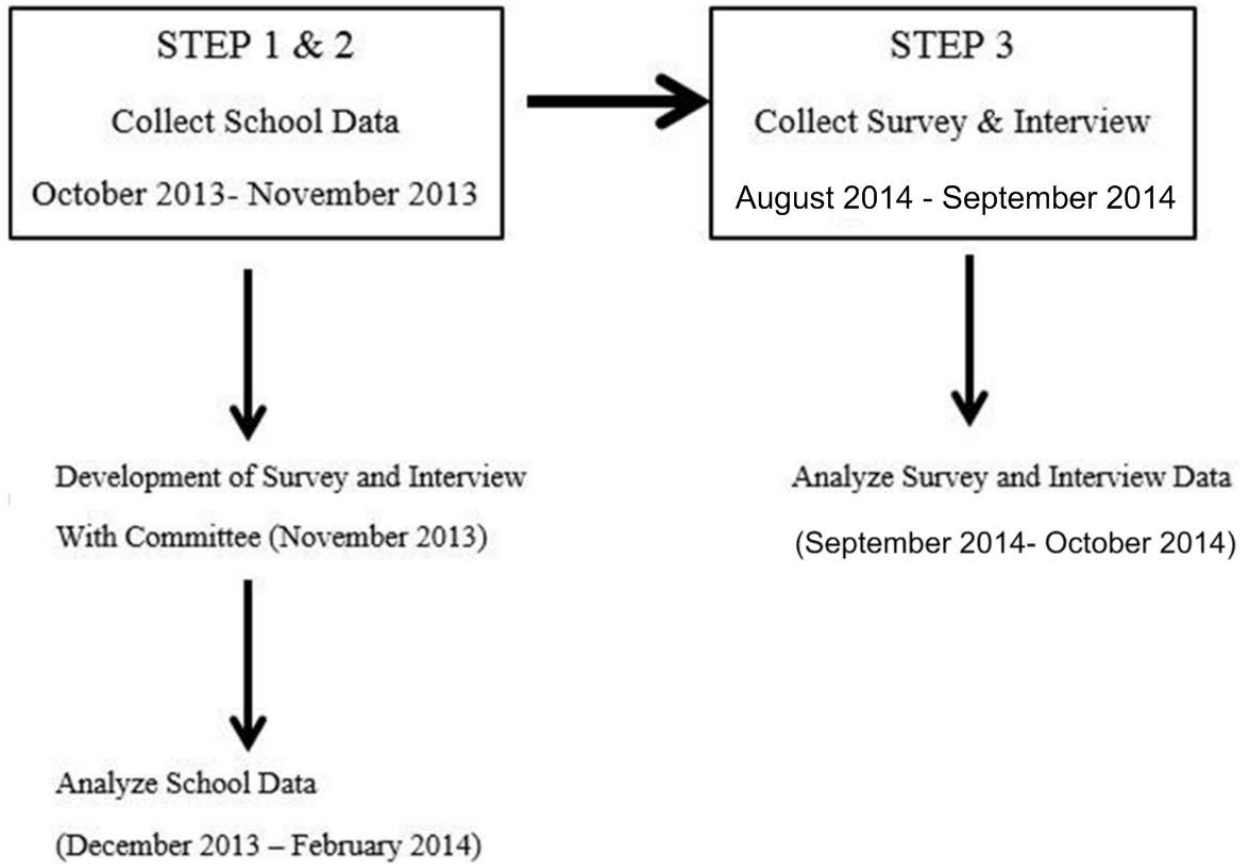 STEP 1 & 2
Collect School Data
October 2013- November 2013
Development of Survey and Interview
With Committee (November 2013)
Analyze School Data
(December 2013 – February 2014)
STEP 3
Collect Survey & Interview
August 2014 - September 2014
Analyze Survey and Interview Data
(September 2014- October 2014)